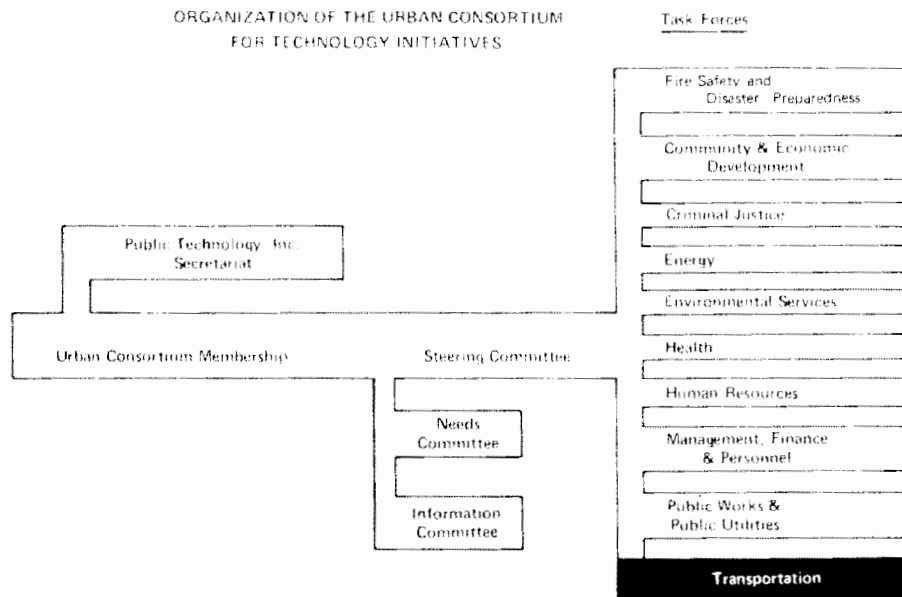 ORGANIZATION OF THE URBAN CONSORTIUM
FOR TECHNOLOGY INITIATIVES
Task Forces
Fire Safety and
Disaster Preparedness
Community & Economic
Development
Criminal Justice
Energy
Environmental Services
Health
Human Resources
Management, Finance
& Personnel
Public Works &
Public Utilities
Transportation
Public Technology Inc.
Secretariat
Urban Consortium Membership
Steering Committee
Needs
Committee
Information
Committee